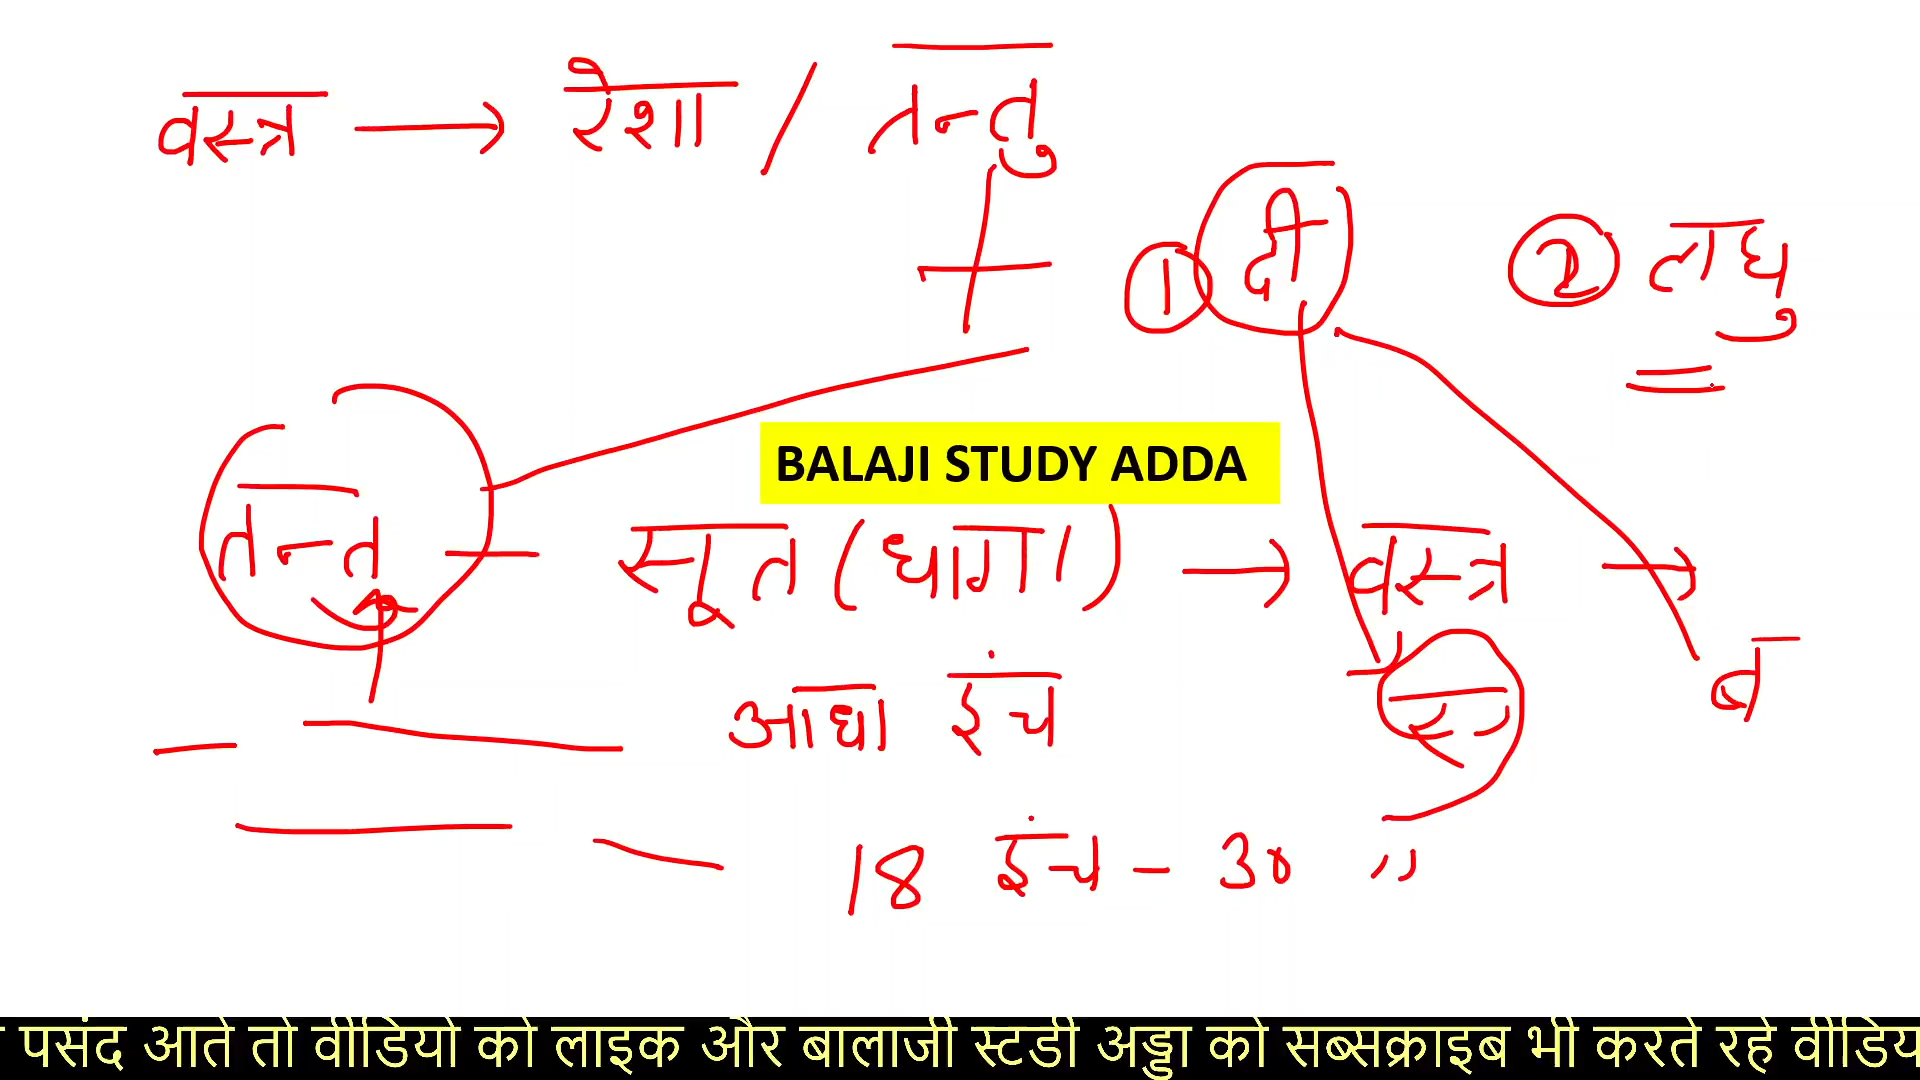 वस्त्र → रेशा / तन्तु
① दी ② लघु
BALAJI STUDY ADDA
तन्तु — सूत (धागा) → वस्त्र →
आधा इंच
18 इंच - 30 ,,
पसंद आते तो वीडियो को लाइक और बालाजी स्टडी अड्डा को सब्सक्राइब भी करते रहे वीडिय